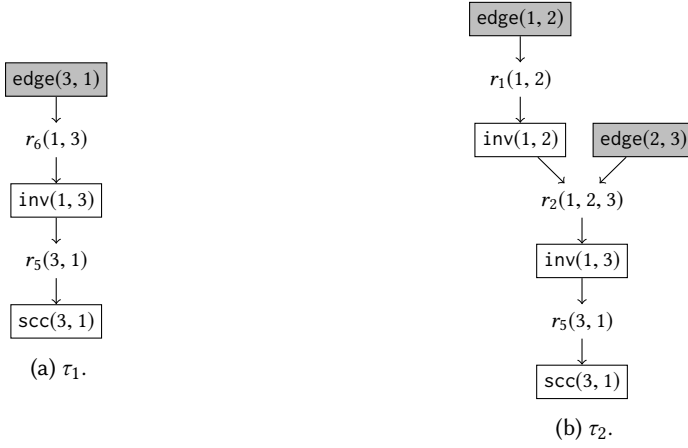 edge(3, 1)
r₆(1, 3)
inv(1, 3)
r₅(3, 1)
scc(3, 1)
(a) τ₁.
edge(1, 2)
r₁(1, 2)
inv(1, 2)
edge(2, 3)
r₂(1, 2, 3)
inv(1, 3)
r₅(3, 1)
scc(3, 1)
(b) τ₂.